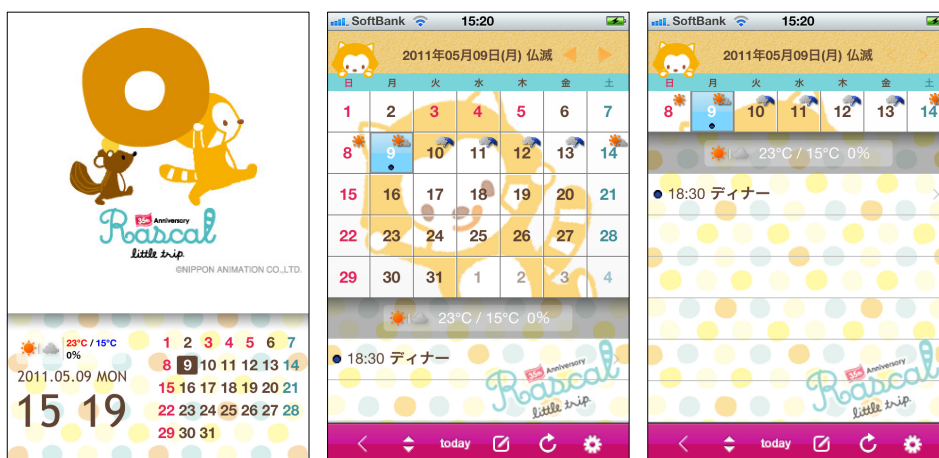 35th Anniversary
Rascal
little trip
©NIPPON ANIMATION CO.,LTD.
23°C / 15°C
0%
2011.05.09 MON
15 19
1 2 3 4 5 6 7
8 9 10 11 12 13 14
15 16 17 18 19 20 21
22 23 24 25 26 27 28
29 30 31
SoftBank 15:20
2011年05月09日(月) 仏滅
日 月 火 水 木 金 土
1 2 3 4 5 6 7
8 9 10 11 12 13 14
15 16 17 18 19 20 21
22 23 24 25 26 27 28
29 30 31 1 2 3 4
23°C / 15°C 0%
18:30 ディナー
35th Anniversary
Rascal
little trip
today
SoftBank 15:20
2011年05月09日(月) 仏滅
日 月 火 水 木 金 土
8 9 10 11 12 13 14
23°C / 15°C 0%
18:30 ディナー
35th Anniversary
Rascal
little trip
today